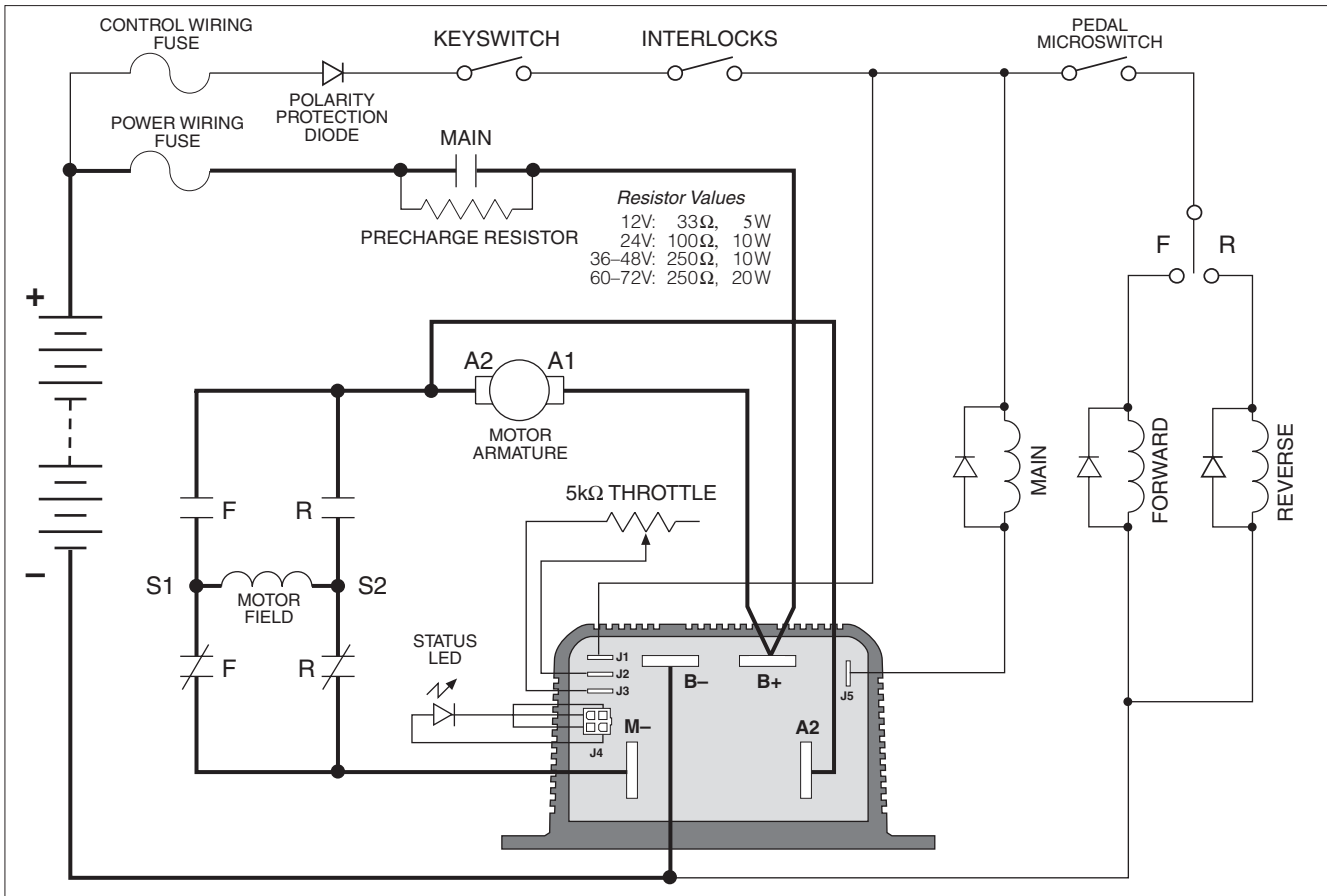 CONTROL WIRING
FUSE
KEYSWITCH
INTERLOCKS
PEDAL
MICROSWITCH
POLARITY
PROTECTION
DIODE
POWER WIRING
FUSE
MAIN
PRECHARGE RESISTOR
Resistor Values
12V: 33Ω, 5W
24V: 100Ω, 10W
36–48V: 250Ω, 10W
60–72V: 250Ω, 20W
F R
+
–
A2 A1
MOTOR
ARMATURE
5kΩ THROTTLE
F R
S1 S2
MOTOR
FIELD
F R
STATUS
LED
MAIN
FORWARD
REVERSE
J1
J2
J3
J4
B–
B+
J5
M–
A2